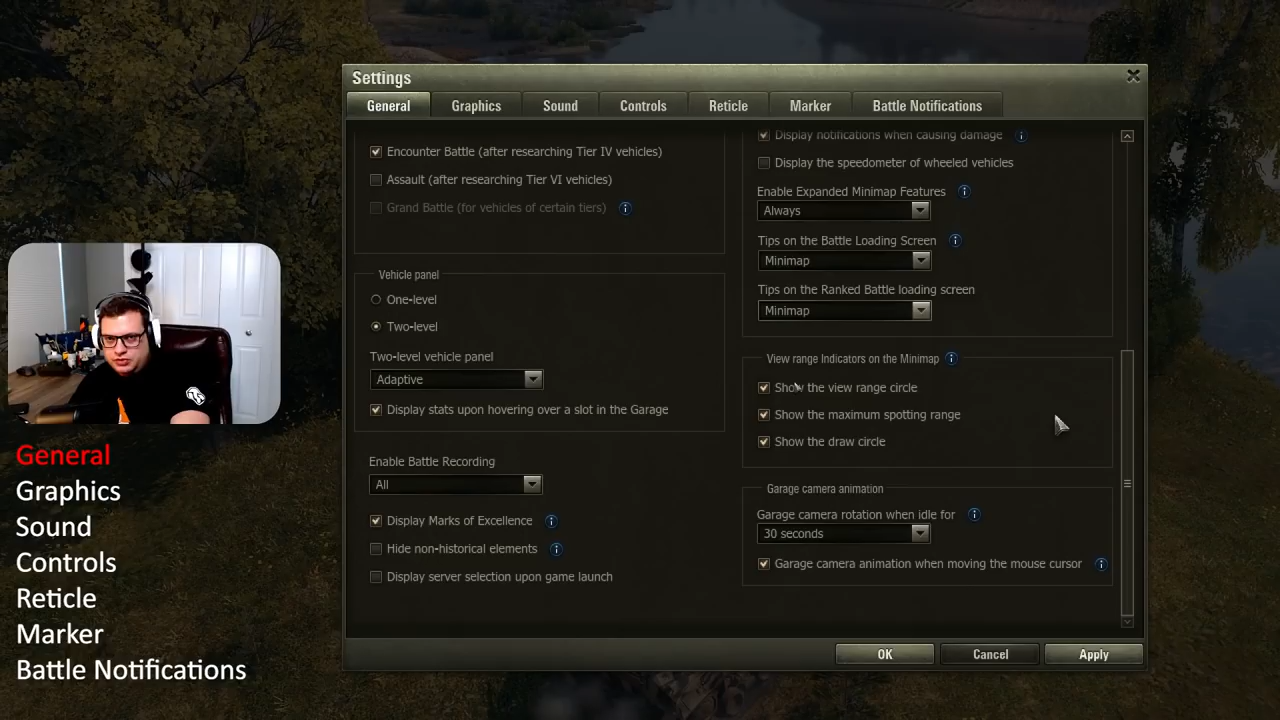 Settings
General
Graphics
Sound
Controls
Reticle
Marker
Battle Notifications
Encounter Battle (after researching Tier IV vehicles)
Assault (after researching Tier VI vehicles)
Grand Battle (for vehicles of certain tiers)
Vehicle panel
One-level
Two-level
Two-level vehicle panel
Adaptive
Display stats upon hovering over a slot in the Garage
Enable Battle Recording
All
Display Marks of Excellence
Hide non-historical elements
Display server selection upon game launch
Display notifications when causing damage
Display the speedometer of wheeled vehicles
Enable Expanded Minimap Features
Always
Tips on the Battle Loading Screen
Minimap
Tips on the Ranked Battle loading screen
Minimap
View range Indicators on the Minimap
Show the view range circle
Show the maximum spotting range
Show the draw circle
Garage camera animation
Garage camera rotation when idle for
30 seconds
Garage camera animation when moving the mouse cursor
OK
Cancel
Apply
General
Graphics
Sound
Controls
Reticle
Marker
Battle Notifications